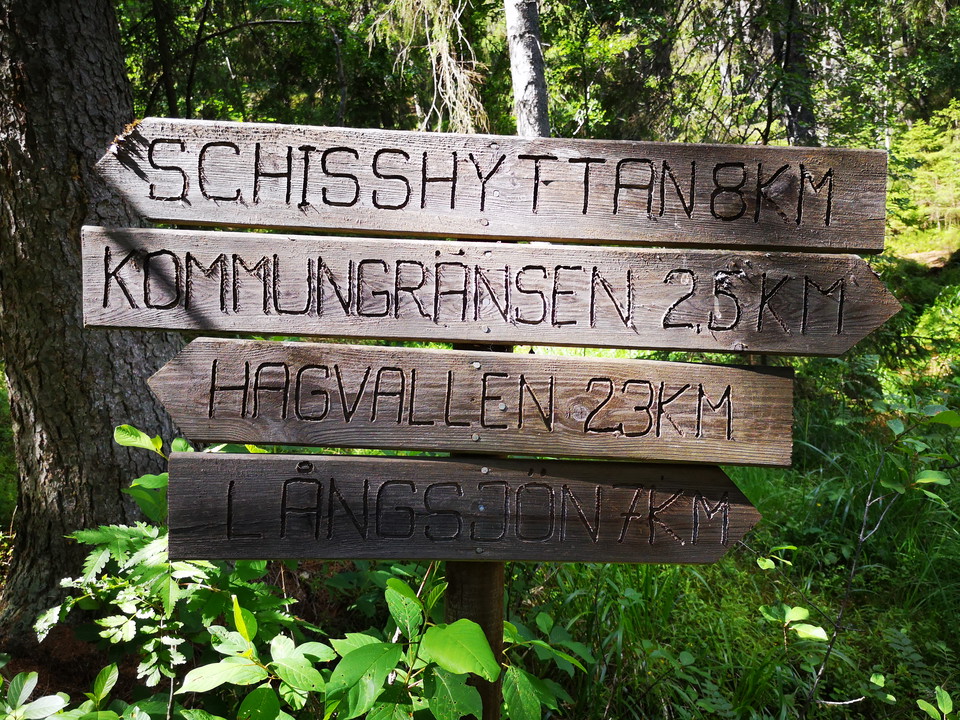 SCHISSHYTTAN 8KM
KOMMUNGRÄNSEN 2,5KM
HAGVALLEN 23KM
LÅNGSJÖN 7KM